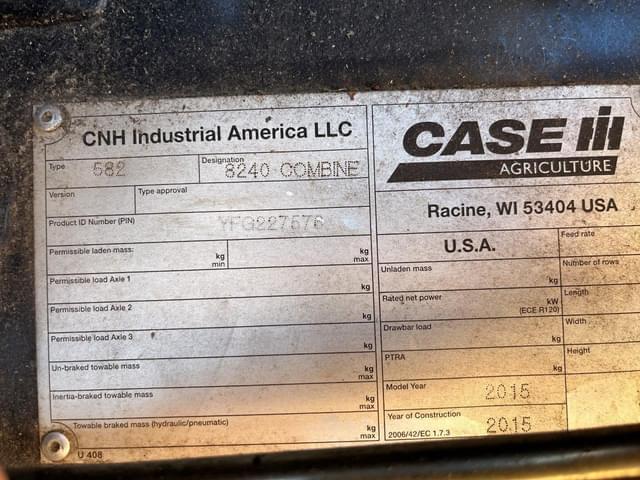 CNH Industrial America LLC
Type 582 Designation 8240 COMBINE
Version Type approval
Product ID Number (PIN) YFG227576
Permissible laden mass: kg min kg max
Permissible load Axle 1 kg
Permissible load Axle 2 kg
Permissible load Axle 3 kg
Un-braked towable mass kg max
Inertia-braked towable mass kg max
Towable braked mass (hydraulic/pneumatic) kg max
U 408
CASE IH
AGRICULTURE
Racine, WI 53404 USA
U.S.A. Feed rate
Unladen mass kg Number of rows
Rated net power kW (ECE R120) Length
Drawbar load kg Width
PTRA kg Height
Model Year 2015
Year of Construction 2015
2006/42/EC 1.7.3